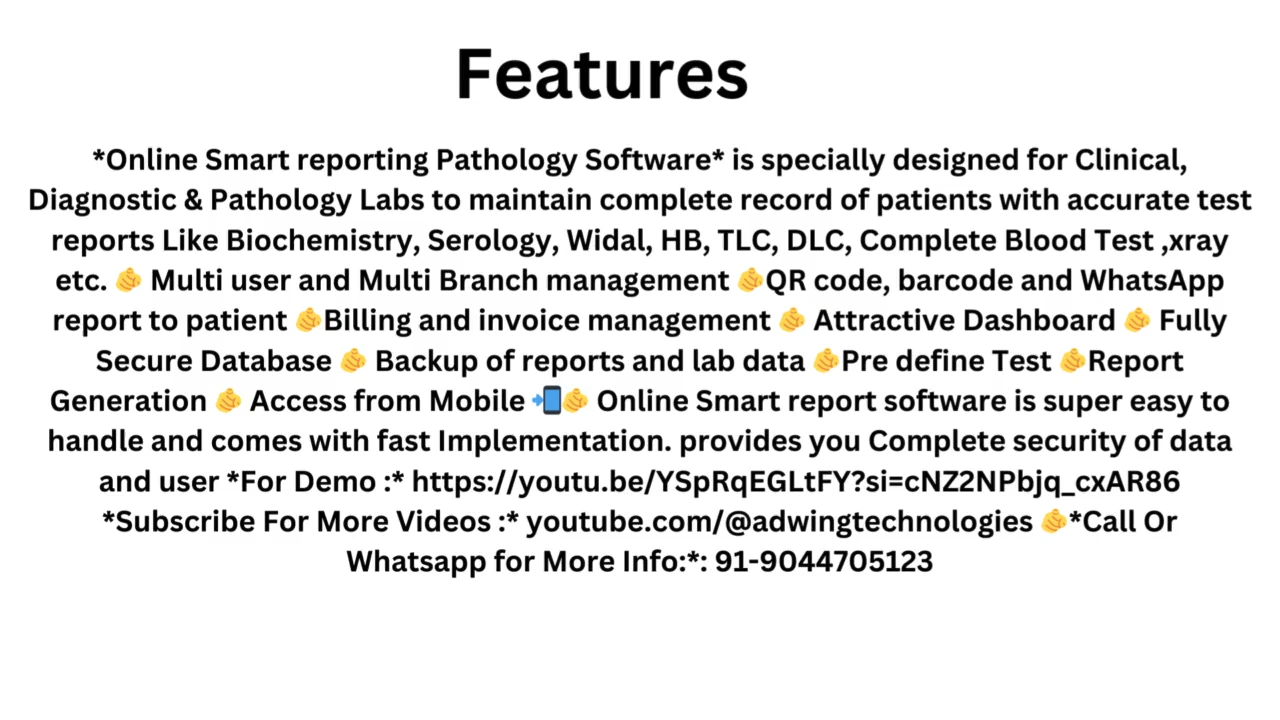 Features
*Online Smart reporting Pathology Software* is specially designed for Clinical,
Diagnostic & Pathology Labs to maintain complete record of patients with accurate test
reports Like Biochemistry, Serology, Widal, HB, TLC, DLC, Complete Blood Test ,xray
etc. 🫵 Multi user and Multi Branch management 🫵QR code, barcode and WhatsApp
report to patient 🫵Billing and invoice management 🫵 Attractive Dashboard 🫵 Fully
Secure Database 🫵 Backup of reports and lab data 🫵Pre define Test 🫵Report
Generation 🫵 Access from Mobile 📲🫵 Online Smart report software is super easy to
handle and comes with fast Implementation. provides you Complete security of data
and user *For Demo :* https://youtu.be/YSpRqEGLtFY?si=cNZ2NPbjq_cxAR86
*Subscribe For More Videos :* youtube.com/@adwingtechnologies 🫵*Call Or
Whatsapp for More Info:*: 91-9044705123